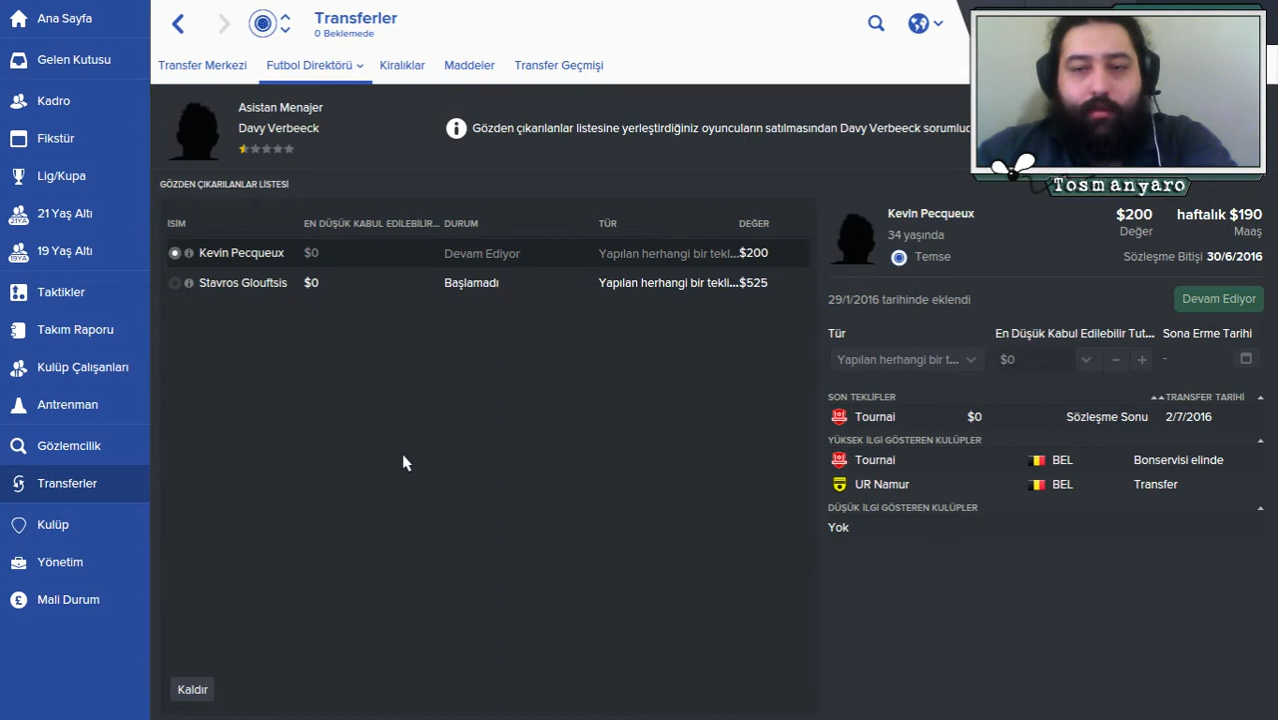 Ana Sayfa
Gelen Kutusu
Kadro
Fikstür
Lig/Kupa
21YA
21 Yaş Altı
19YA
19 Yaş Altı
Taktikler
Takım Raporu
Kulüp Çalışanları
Antrenman
Gözlemcilik
Transferler
Kulüp
Yönetim
£ Mali Durum
Transferler
0 Beklemede
Transfer Merkezi Futbol Direktörü Kiralıklar Maddeler Transfer Geçmişi
Asistan Menajer
Davy Verbeeck
Gözden çıkarılanlar listesine yerleştirdiğiniz oyuncuların satılmasından Davy Verbeeck sorumlud
Tosmanyaro
GÖZDEN ÇIKARILANLAR LİSTESİ
İSİM EN DÜŞÜK KABUL EDİLEBİLİR... DURUM TÜR DEĞER
Kevin Pecqueux $0 Devam Ediyor Yapılan herhangi bir tekl... $200
Stavros Glouftsis $0 Başlamadı Yapılan herhangi bir tekli... $525
Kaldır
Kevin Pecqueux $200 haftalık $190
34 yaşında Değer Maaş
Temse Sözleşme Bitişi 30/6/2016
29/1/2016 tarihinde eklendi Devam Ediyor
Tür En Düşük Kabul Edilebilir Tut... Sona Erme Tarihi
Yapılan herhangi bir t... $0 - + -
SON TEKLİFLER TRANSFER TARİHİ
Tournai $0 Sözleşme Sonu 2/7/2016
YÜKSEK İLGİ GÖSTEREN KULÜPLER
Tournai BEL Bonservisi elinde
UR Namur BEL Transfer
DÜŞÜK İLGİ GÖSTEREN KULÜPLER
Yok